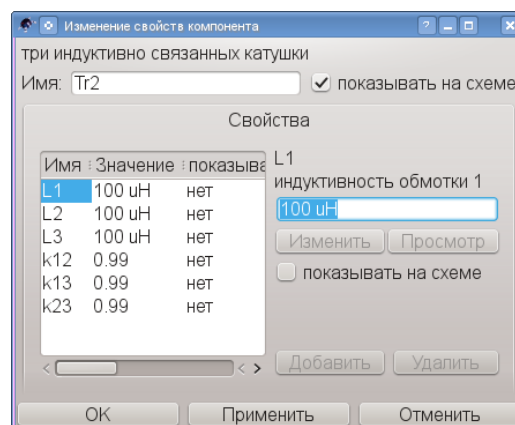 Изменение свойств компонента
три индуктивно связанных катушки
Имя: Tr2 показывать на схеме
Свойства
Имя Значение показыва
L1 100 uH нет
L2 100 uH нет
L3 100 uH нет
k12 0.99 нет
k13 0.99 нет
k23 0.99 нет
L1
индуктивность обмотки 1
100 uH
Изменить Просмотр
показывать на схеме
Добавить Удалить
OK Применить Отменить